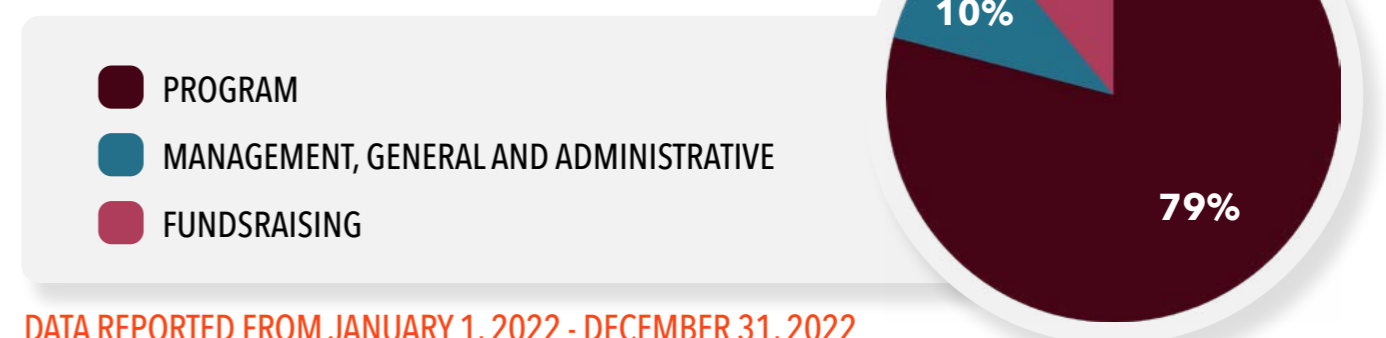 10%
PROGRAM
MANAGEMENT, GENERAL AND ADMINISTRATIVE
FUNDSRAISING
79%
DATA REPORTED FROM JANUARY 1, 2022 - DECEMBER 31, 2022